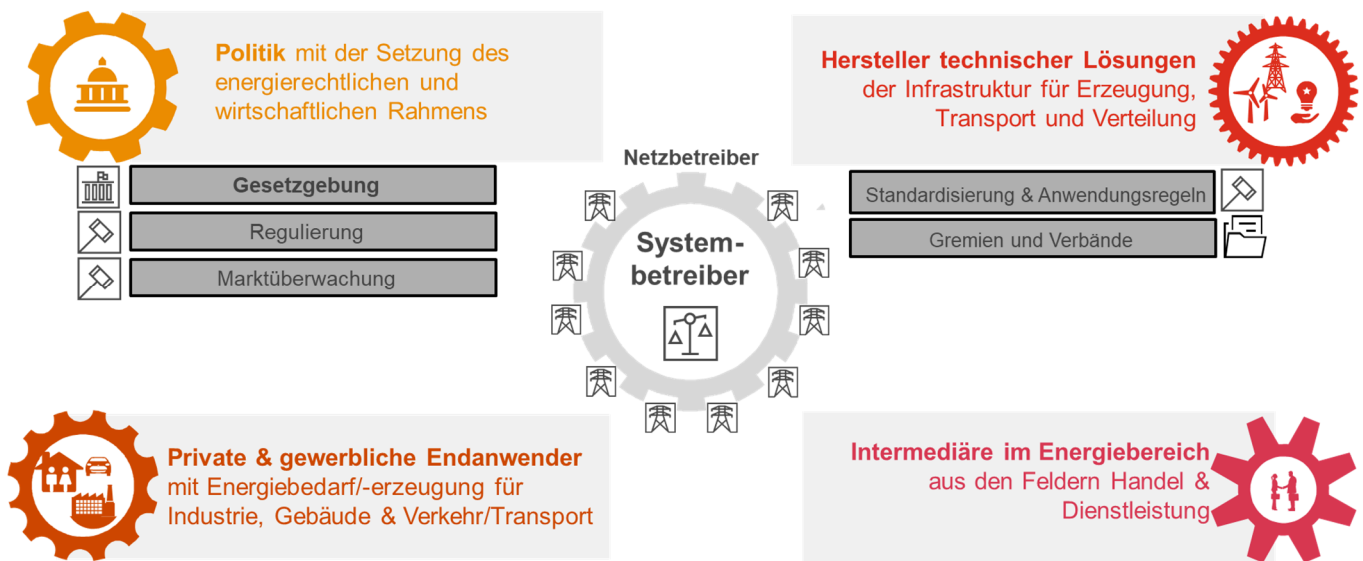 Politik mit der Setzung des
energierechtlichen und
wirtschaftlichen Rahmens
Gesetzgebung
Regulierung
Marktüberwachung
Hersteller technischer Lösungen
der Infrastruktur für Erzeugung,
Transport und Verteilung
Standardisierung & Anwendungsregeln
Gremien und Verbände
Netzbetreiber
System-
betreiber
Private & gewerbliche Endanwender
mit Energiebedarf/-erzeugung für
Industrie, Gebäude & Verkehr/Transport
Intermediäre im Energiebereich
aus den Feldern Handel &
Dienstleistung